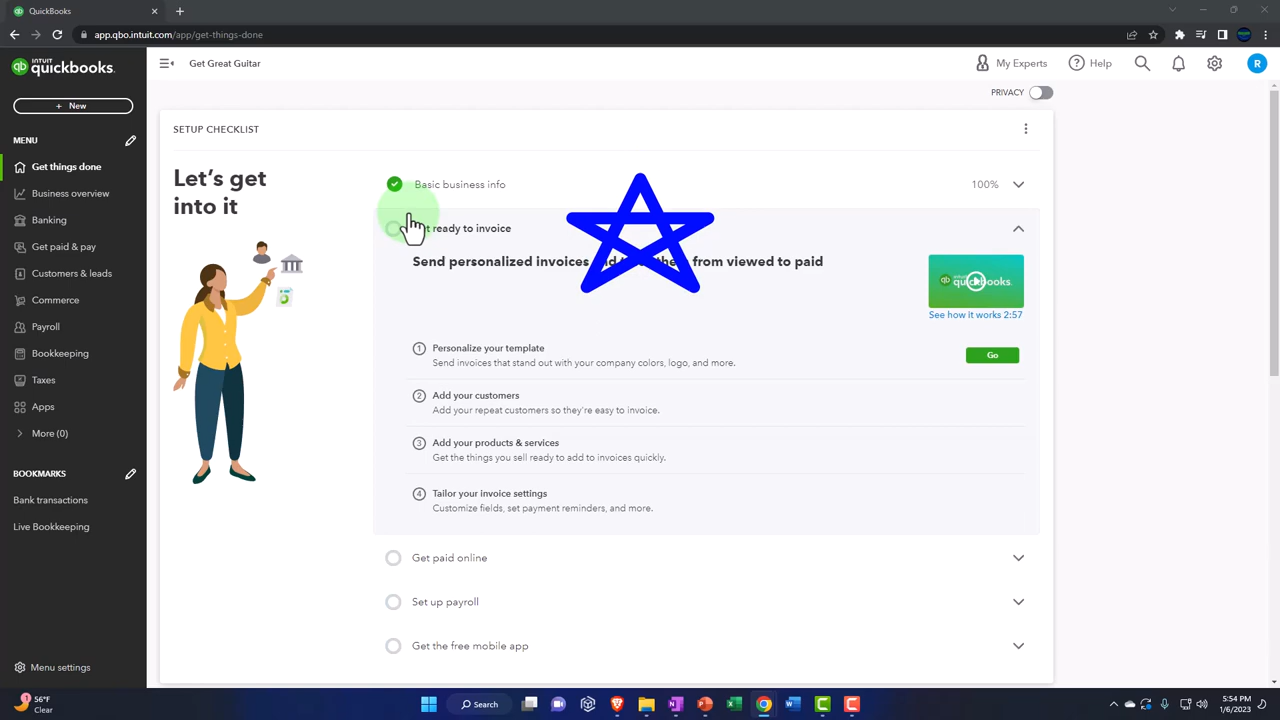 QuickBooks
app.qbo.intuit.com/app/get-things-done
INTUIT
quickbooks.
Get Great Guitar
My Experts
Help
R
+ New
PRIVACY
MENU
SETUP CHECKLIST
Get things done
Let's get
into it
Business overview
Basic business info
100%
Banking
ready to invoice
Get paid & pay
Send personalized invoices from viewed to paid
Customers & leads
INTUIT
quickbooks.
Commerce
See how it works 2:57
Payroll
1 Personalize your template
Send invoices that stand out with your company colors, logo, and more.
Go
Bookkeeping
Taxes
2 Add your customers
Add your repeat customers so they're easy to invoice.
Apps
More (0)
3 Add your products & services
Get the things you sell ready to add to invoices quickly.
BOOKMARKS
4 Tailor your invoice settings
Customize fields, set payment reminders, and more.
Bank transactions
Live Bookkeeping
Get paid online
Set up payroll
Get the free mobile app
Menu settings
1
56°F
Clear
Search
5:54 PM
1/6/2023